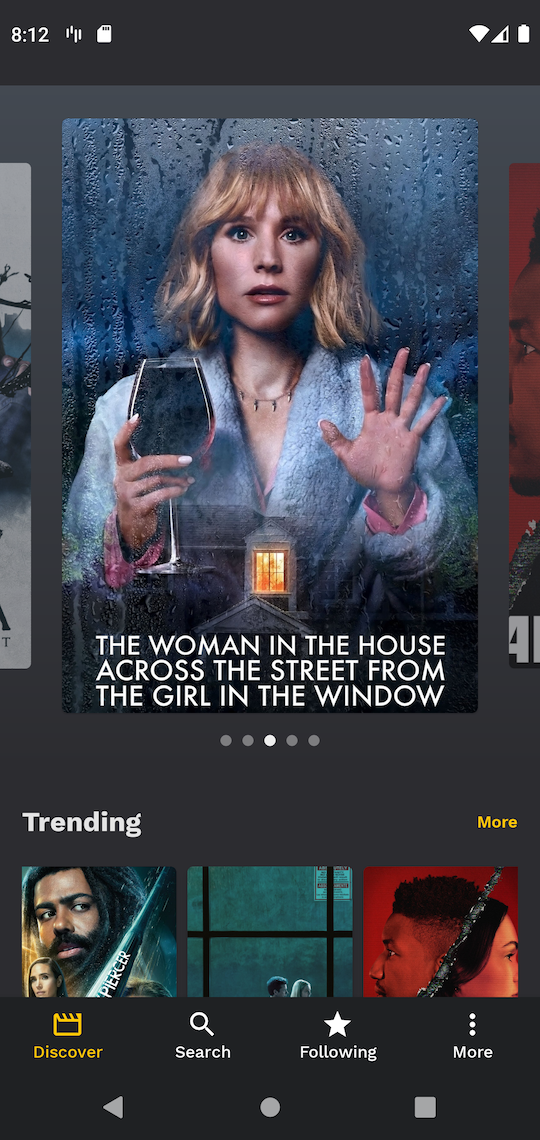 8:12
THE WOMAN IN THE HOUSE
ACROSS THE STREET FROM
THE GIRL IN THE WINDOW
Trending
More
Discover
Search
Following
More